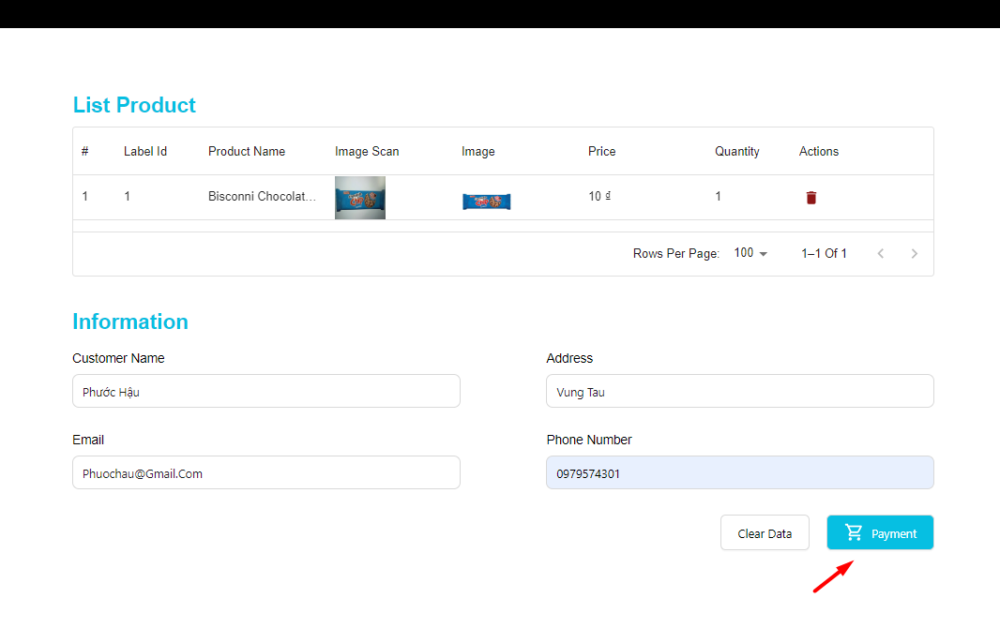 List Product
# Label Id Product Name Image Scan Image Price Quantity Actions
1 1 Bisconni Chocolat... 10 ₫ 1
Rows Per Page: 100 1–1 Of 1
Information
Customer Name Address
Phước Hậu Vung Tau
Email Phone Number
Phuochau@Gmail.Com 0979574301
Clear Data Payment